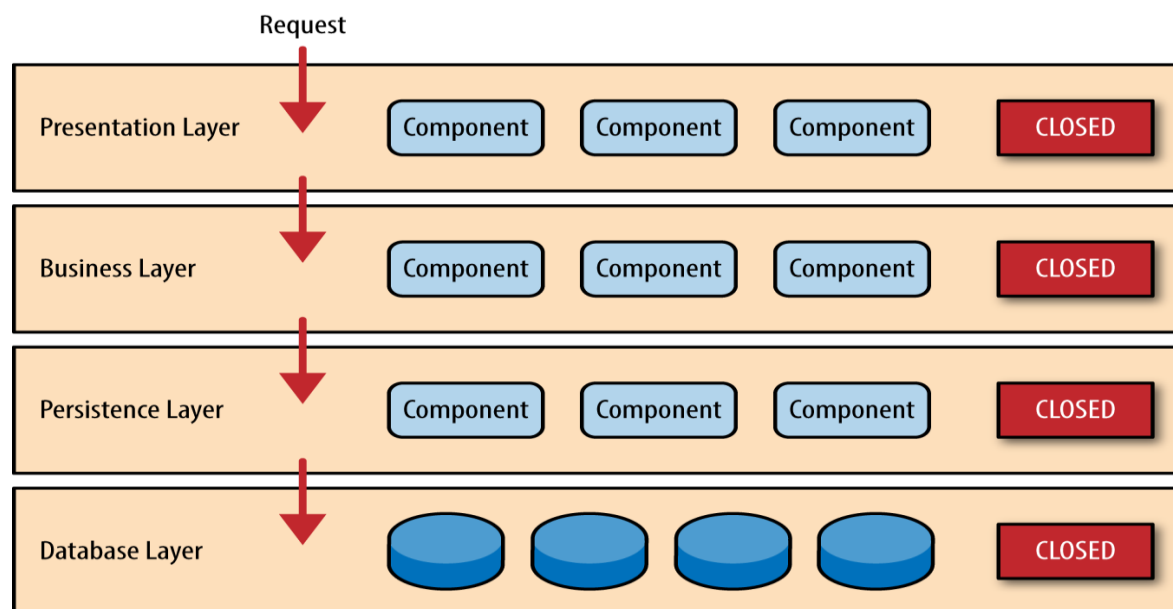 Request
Presentation Layer
Component
Component
Component
CLOSED
Business Layer
Component
Component
Component
CLOSED
Persistence Layer
Component
Component
Component
CLOSED
Database Layer
CLOSED